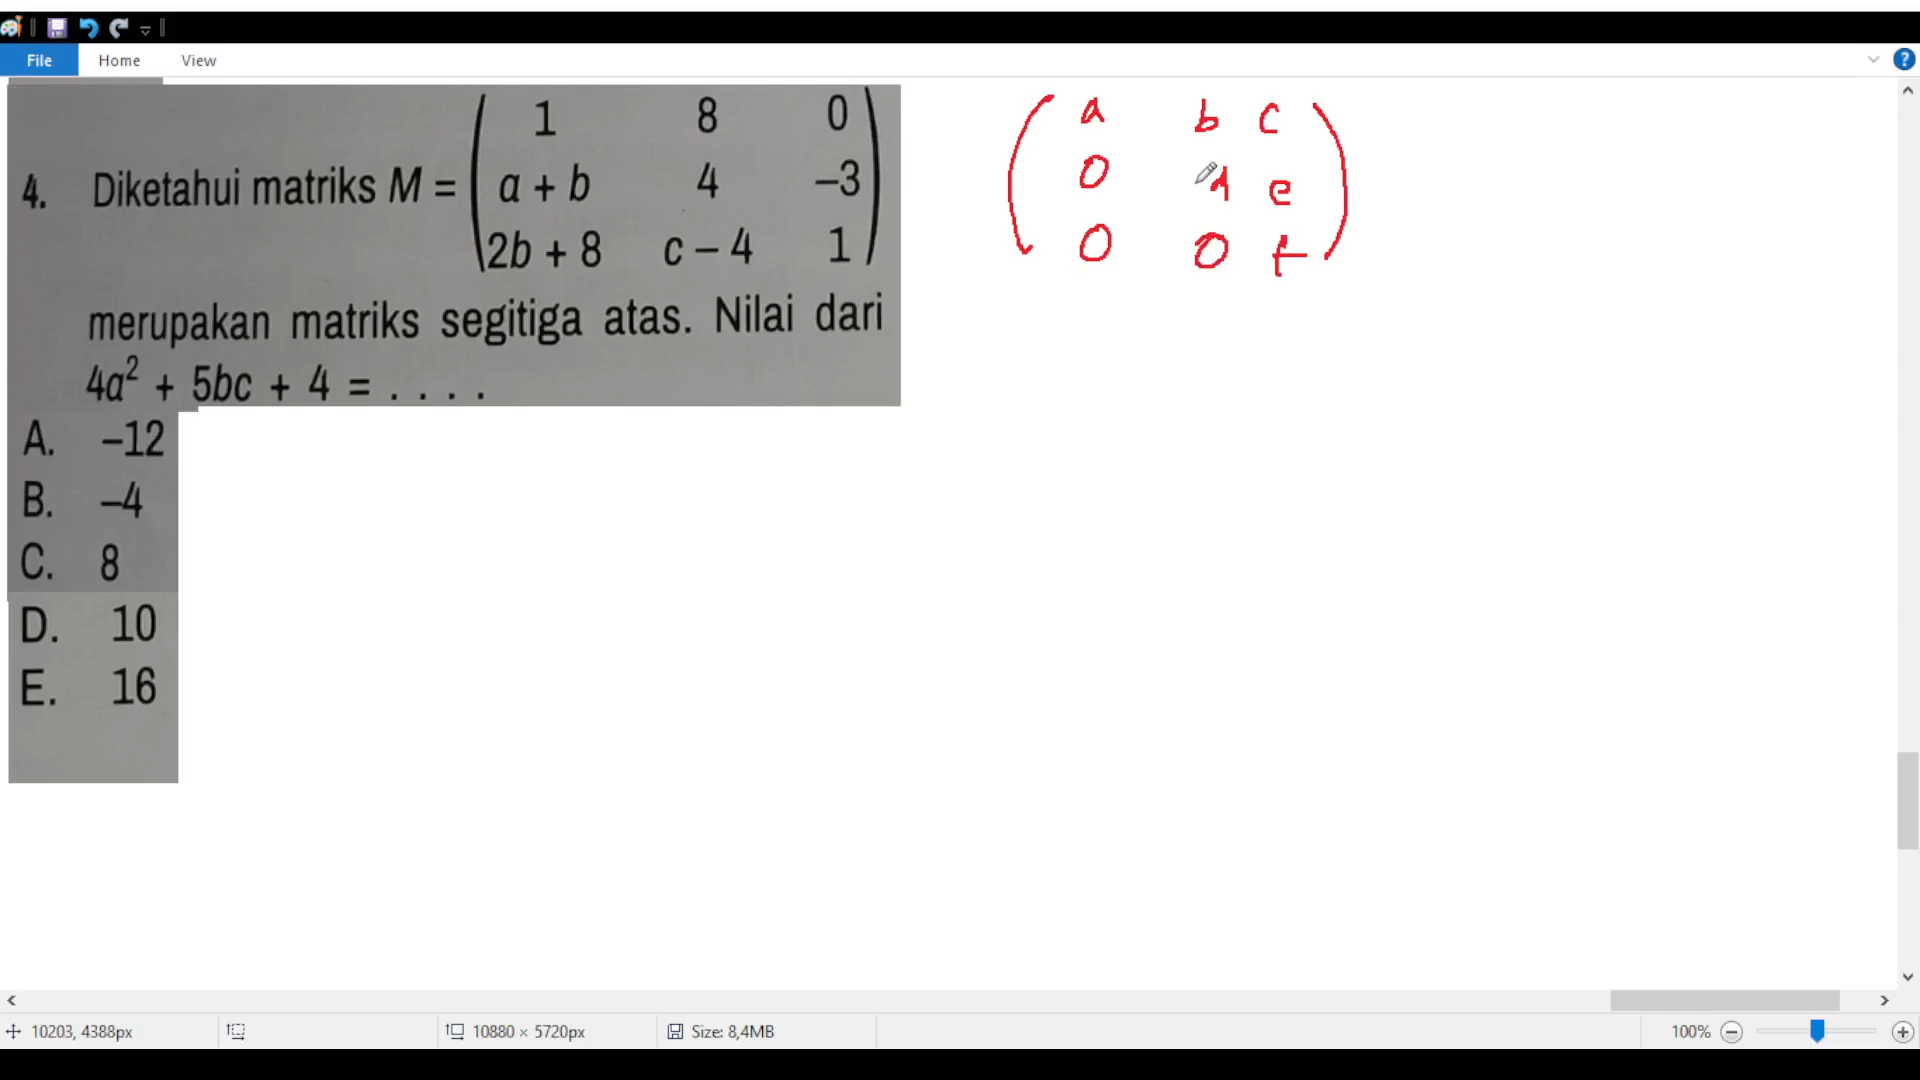 File Home View
4. Diketahui matriks M =
1 8 0
a + b 4 –3
2b + 8 c – 4 1
merupakan matriks segitiga atas. Nilai dari
4a² + 5bc + 4 = . . . .
A. –12
B. –4
C. 8
D. 10
E. 16
a b c
0 d e
0 0 f
10203, 4388px 10880 × 5720px Size: 8,4MB 100%